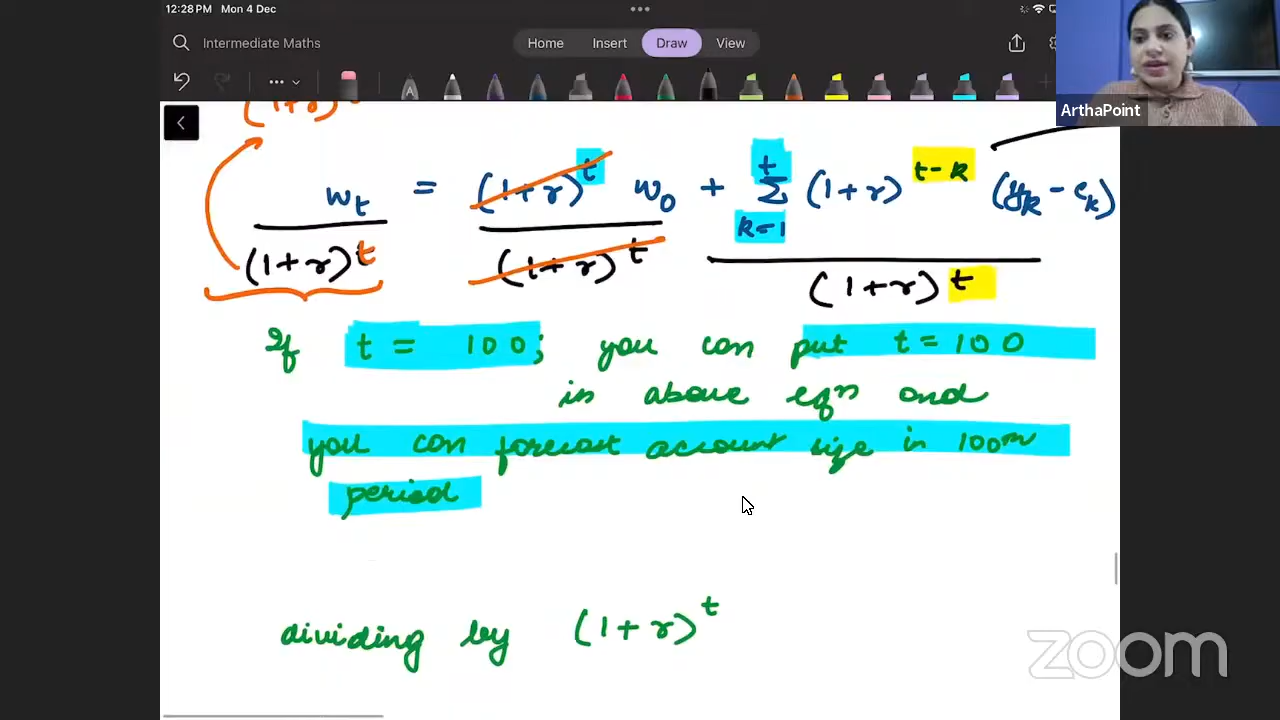 12:28 PM Mon 4 Dec
Intermediate Maths
Home Insert Draw View
ArthaPoint
(1+r)
w_t = (1+r)^t w_0 + Σ_{k=1}^{t} (1+r)^{t-k} (y_k - c_k)
(1+r)^t (1+r)^t (1+r)^t
If t = 100; you can put t = 100
in above eqn and
you can forecast account size in 100th
period
dividing by (1+r)^t
zoom